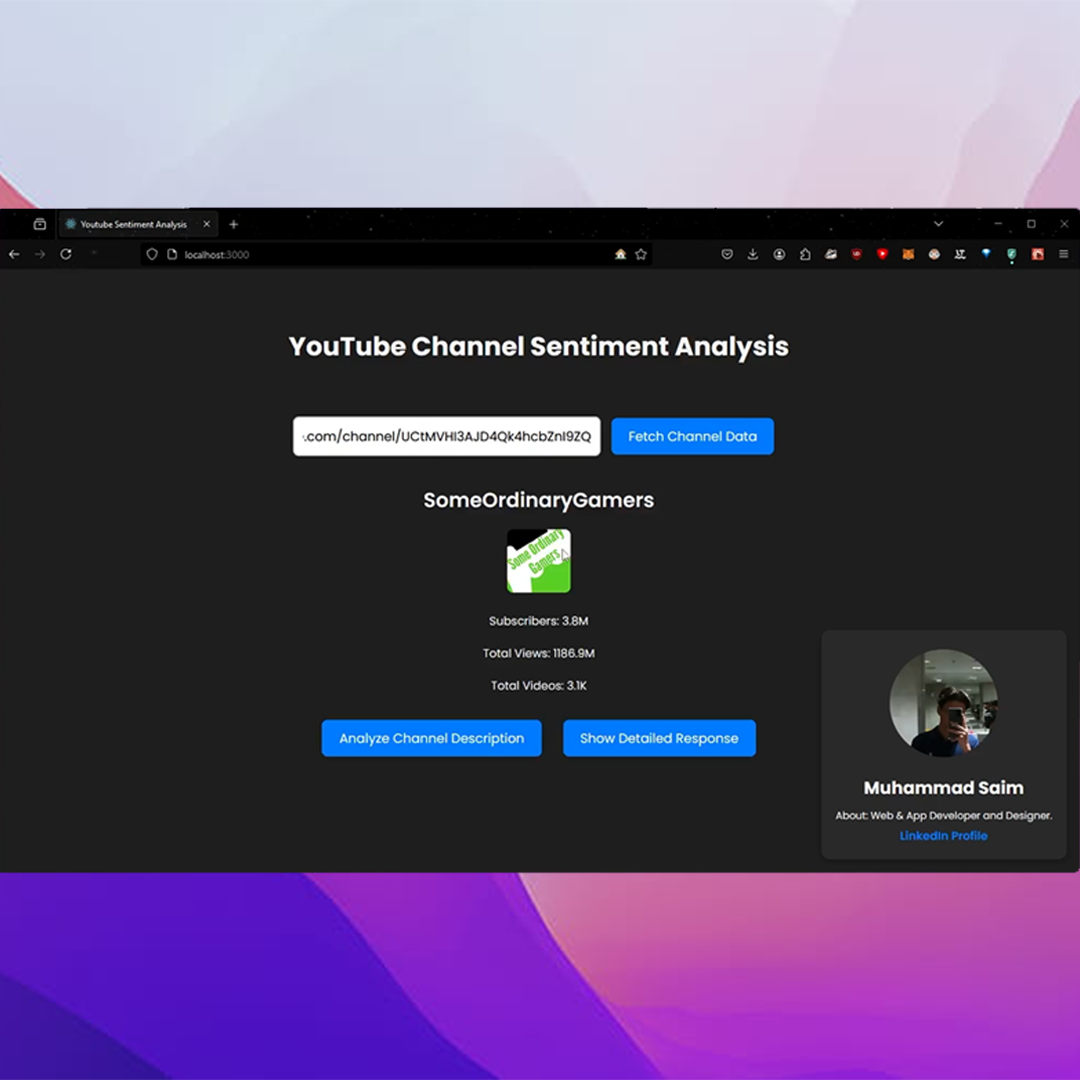 Youtube Sentiment Analysis
localhost:3000
YouTube Channel Sentiment Analysis
.com/channel/UCtMVHI3AJD4Qk4hcbZnI9ZQ
Fetch Channel Data
SomeOrdinaryGamers
Some Ordinary
Gamers
Subscribers: 3.8M
Total Views: 1186.9M
Total Videos: 3.1K
Analyze Channel Description
Show Detailed Response
Muhammad Saim
About: Web & App Developer and Designer.
LinkedIn Profile